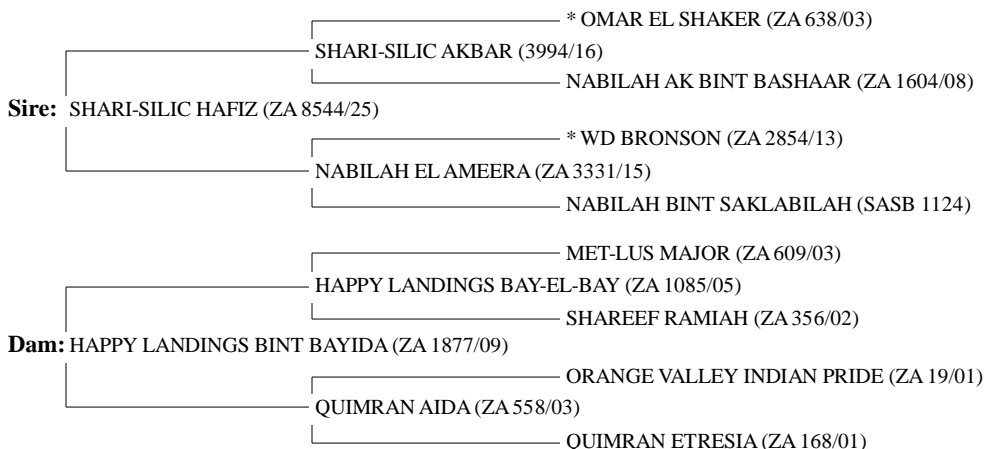 * OMAR EL SHAKER (ZA 638/03)
SHARI-SILIC AKBAR (3994/16)
NABILAH AK BINT BASHAAR (ZA 1604/08)
Sire: SHARI-SILIC HAFIZ (ZA 8544/25)
* WD BRONSON (ZA 2854/13)
NABILAH EL AMEERA (ZA 3331/15)
NABILAH BINT SAKLABILAH (SASB 1124)
MET-LUS MAJOR (ZA 609/03)
HAPPY LANDINGS BAY-EL-BAY (ZA 1085/05)
SHAREEF RAMIAH (ZA 356/02)
Dam: HAPPY LANDINGS BINT BAYIDA (ZA 1877/09)
ORANGE VALLEY INDIAN PRIDE (ZA 19/01)
QUIMRAN AIDA (ZA 558/03)
QUIMRAN ETRESIA (ZA 168/01)